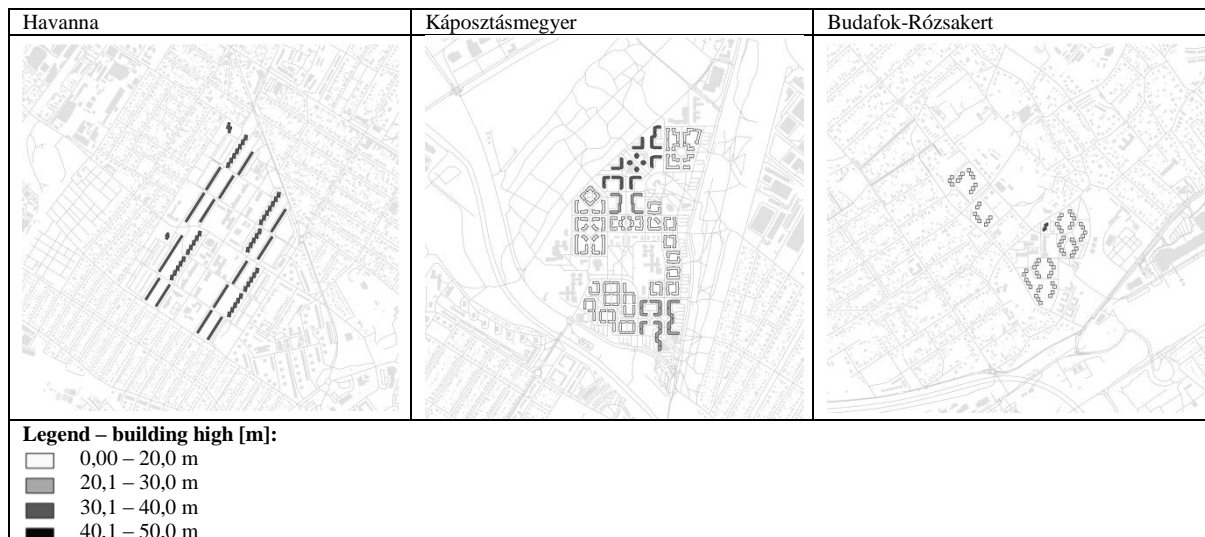 Havanna
Káposztásmegyer
Budafok-Rózsakert
Legend – building high [m]:
0,00 – 20,0 m
20,1 – 30,0 m
30,1 – 40,0 m
40,1 – 50,0 m